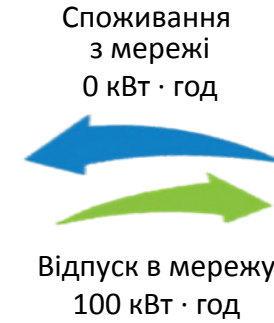 Споживання
з мережі
0 кВт · год
Відпуск в мережу
100 кВт · год